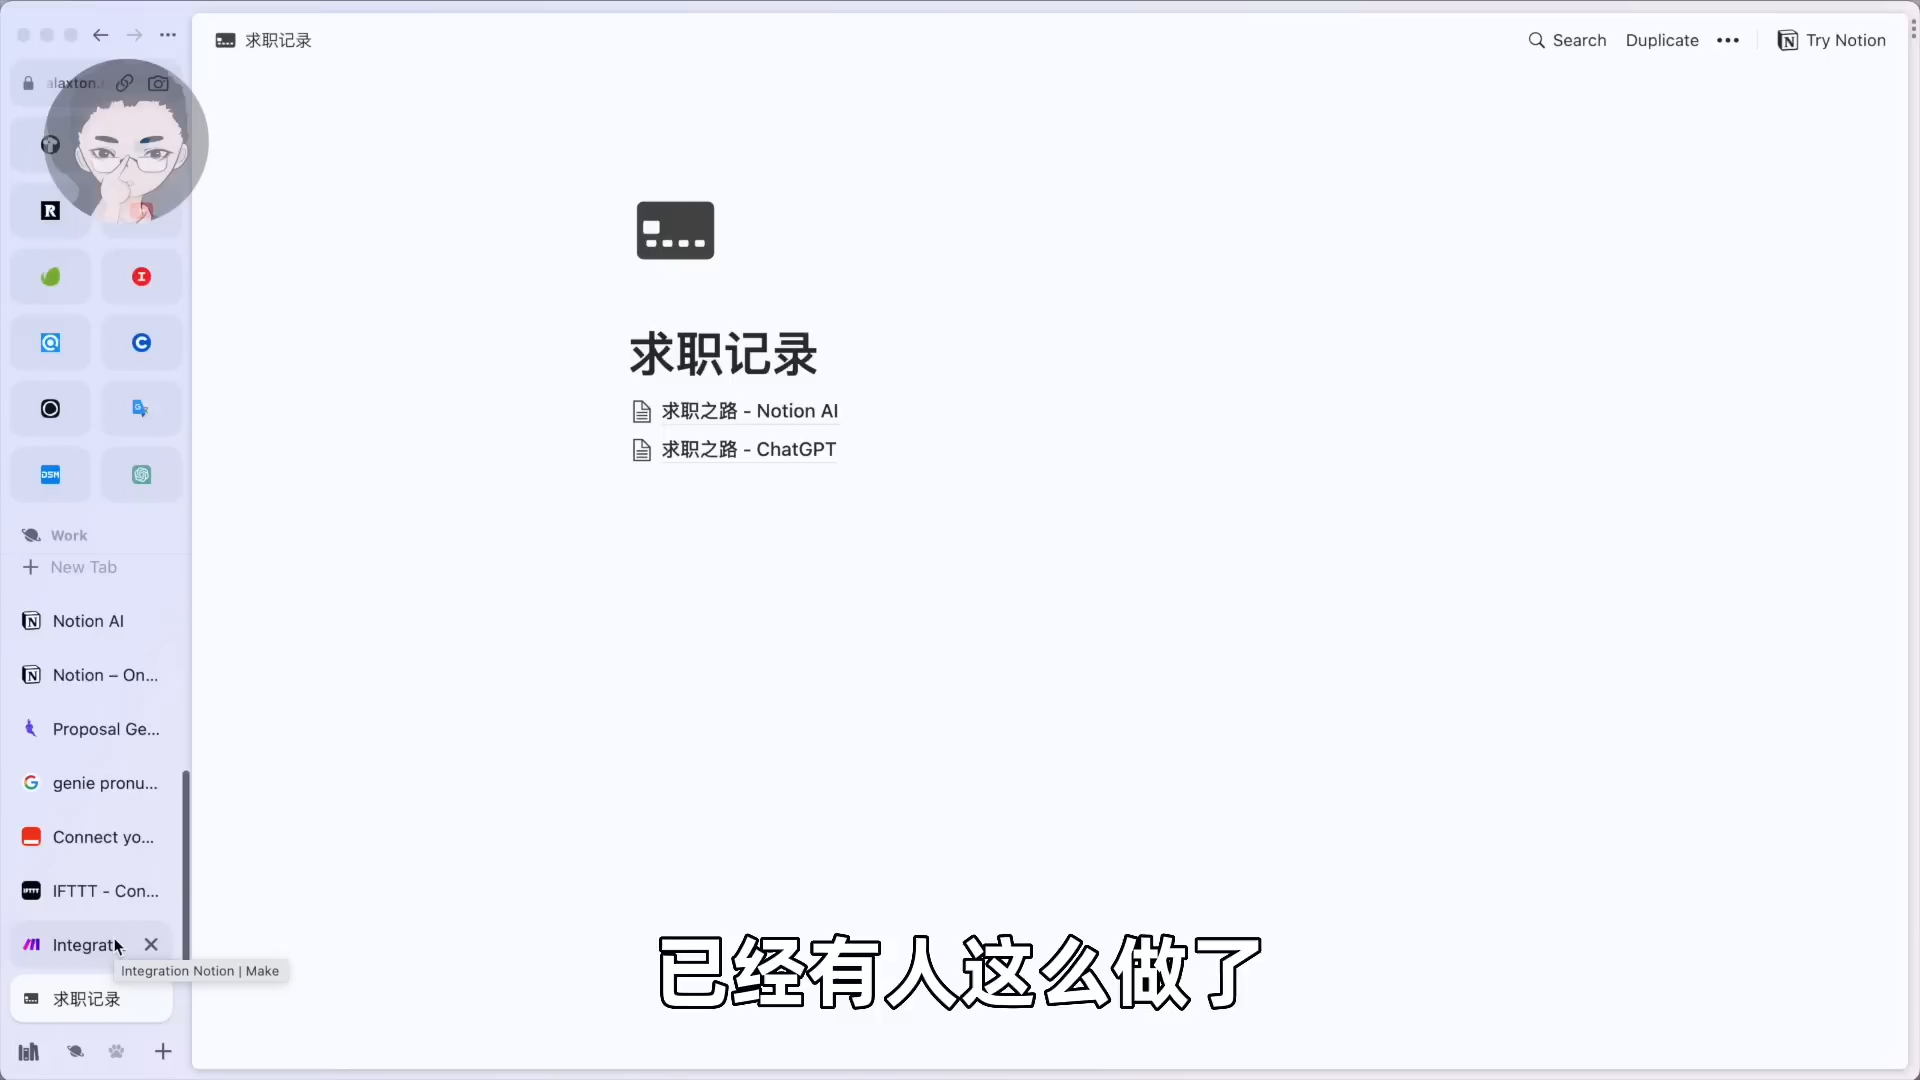 求职记录
Search
Duplicate
Try Notion
alaxton.
R
DSM
求职记录
求职之路 - Notion AI
求职之路 - ChatGPT
Work
New Tab
Notion AI
Notion – On...
Proposal Ge...
genie pronu...
Connect yo...
IFTTT - Con...
Integrat
Integration Notion | Make
求职记录
已经有人这么做了